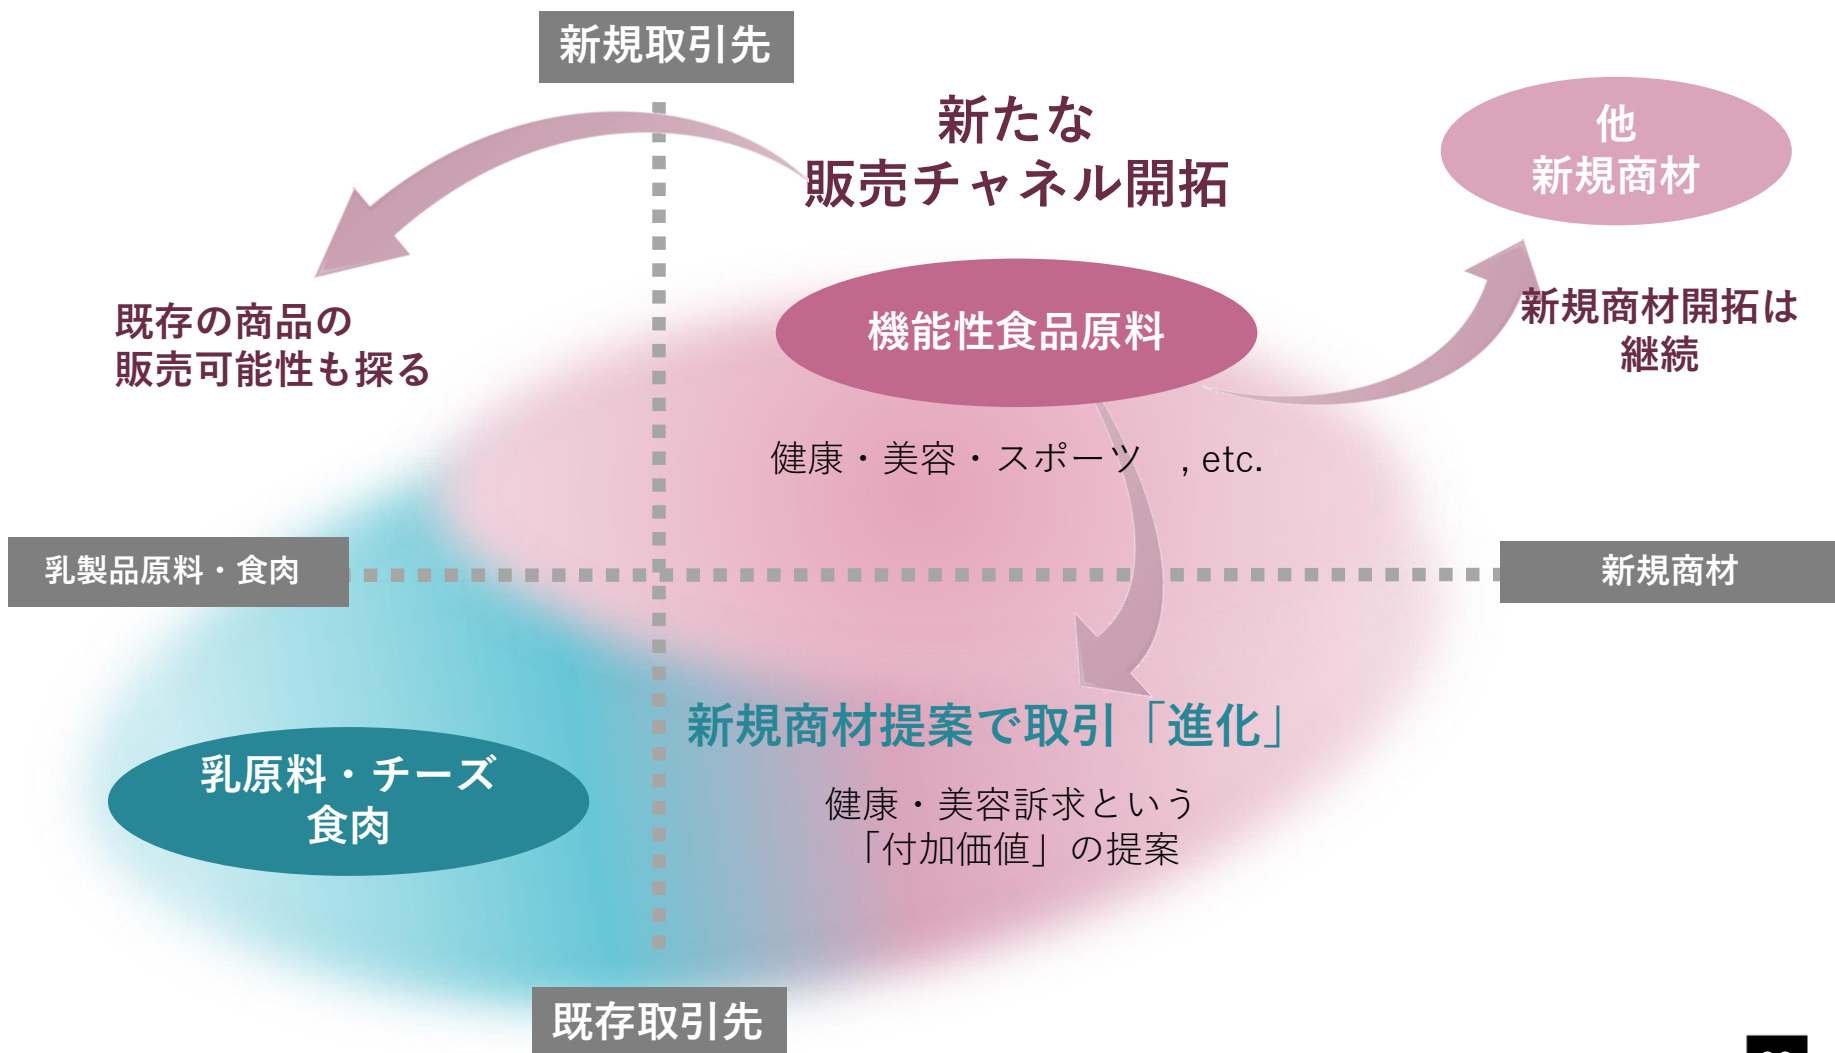 新規取引先
新たな
販売チャネル開拓
他
新規商材
既存の商品の
販売可能性も探る
機能性食品原料
新規商材開拓は
継続
健康・美容・スポーツ　, etc.
乳製品原料・食肉
新規商材
新規商材提案で取引「進化」
乳原料・チーズ
食肉
健康・美容訴求という
「付加価値」の提案
既存取引先